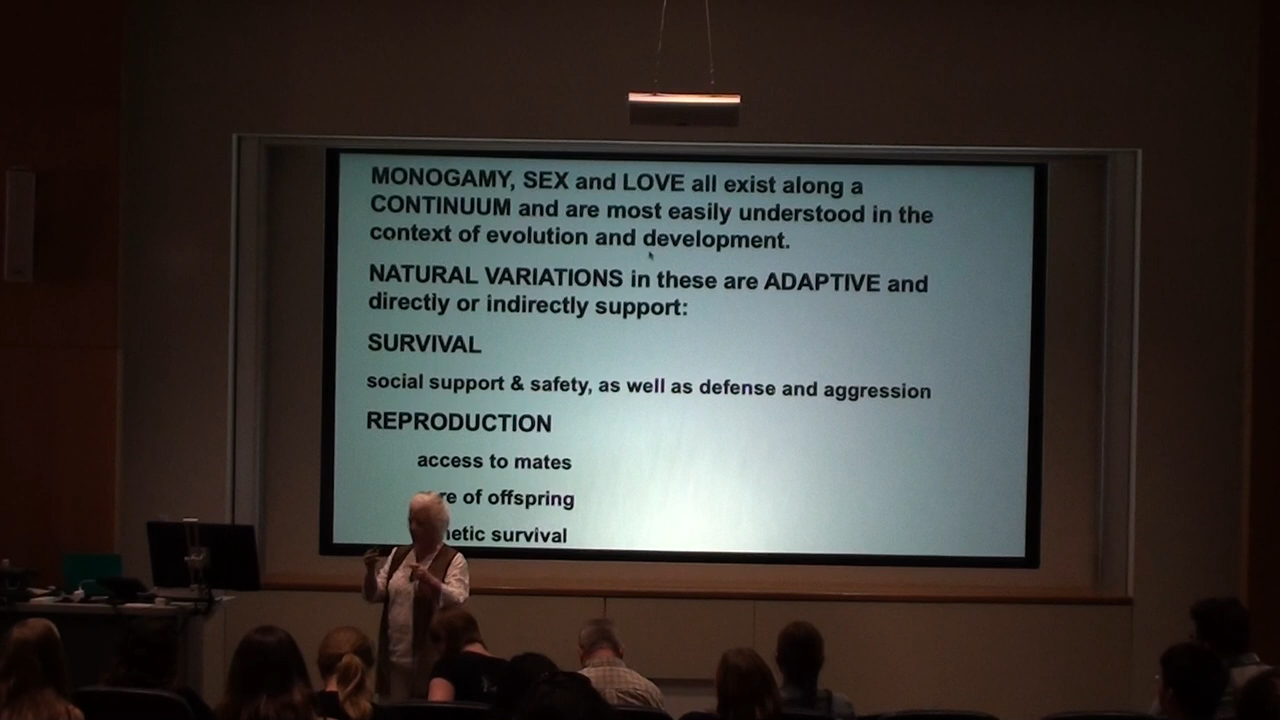 MONOGAMY, SEX and LOVE all exist along a
CONTINUUM and are most easily understood in the
context of evolution and development.
NATURAL VARIATIONS in these are ADAPTIVE and
directly or indirectly support:
SURVIVAL
social support & safety, as well as defense and aggression
REPRODUCTION
access to mates
of offspring
survival